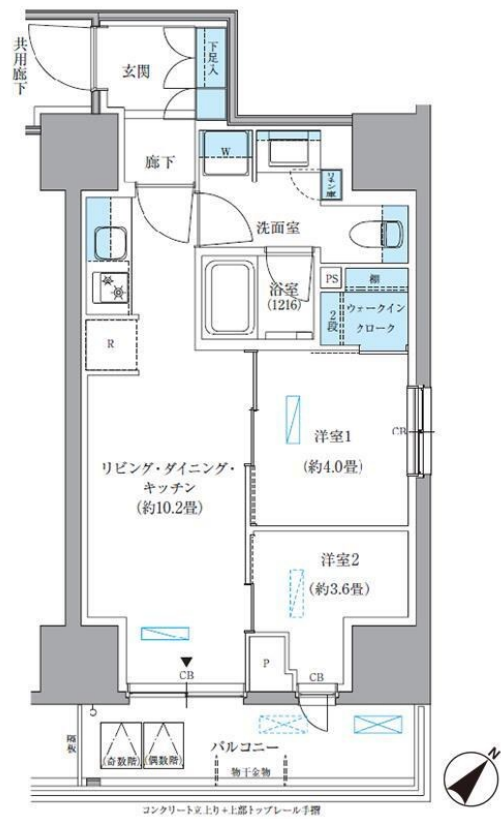 共用廊下
玄関
下足入
廊下
W
リネン庫
洗面室
浴室
(1216)
PS
棚
2段
ウォークイン
クローク
R
リビング・ダイニング・
キッチン
(約10.2畳)
洋室1
(約4.0畳)
CB
洋室2
(約3.6畳)
P
CB
CB
隔板
(奇数階)
(偶数階)
バルコニー
物干金物
コンクリート立上り+上部トップレール手摺
N